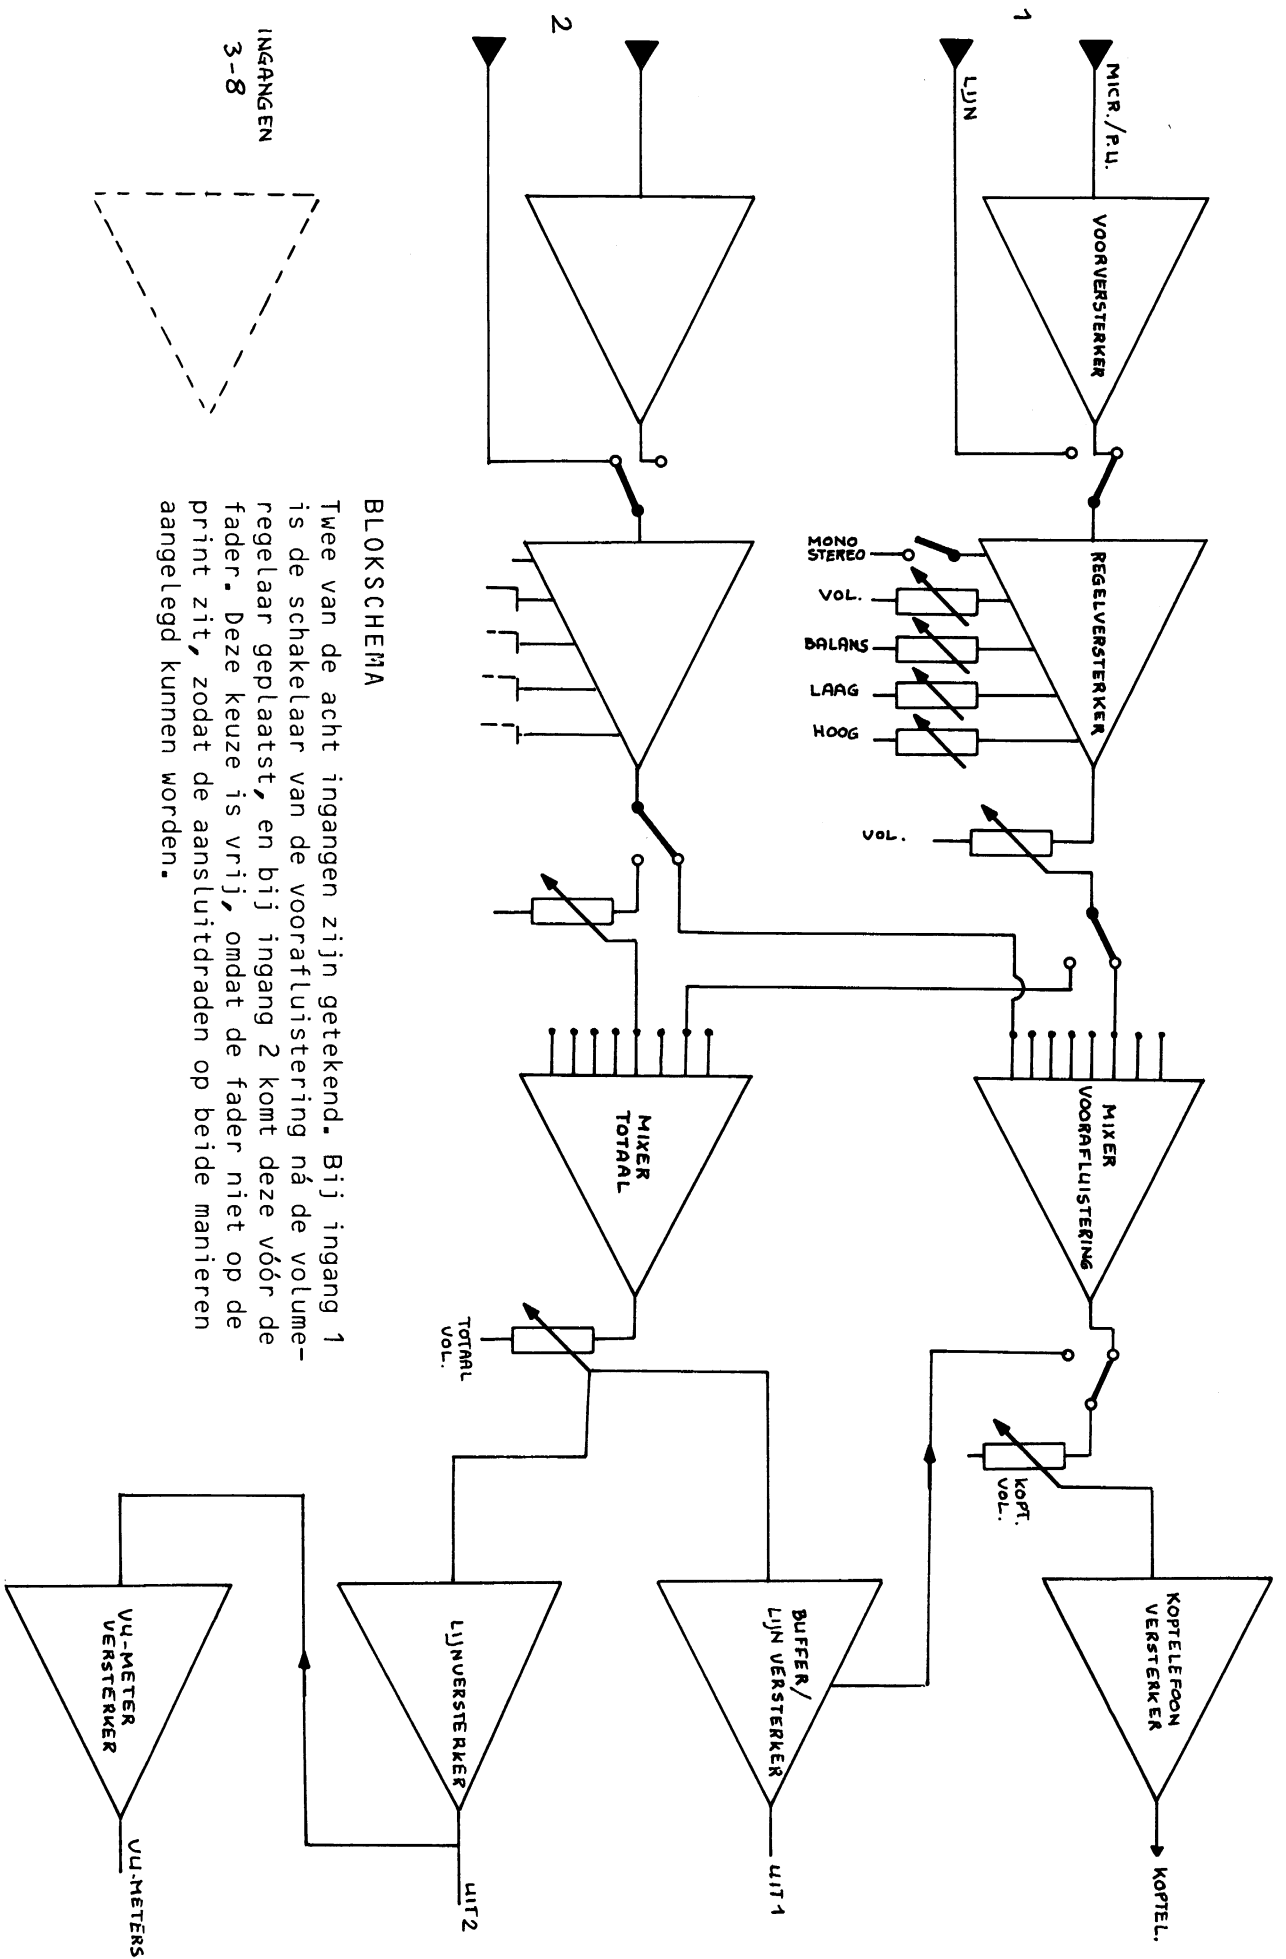 1
MICR./P.U.
LIJN
VOORVERSTERKER
REGELVERSTERKER
MONO
STEREO
VOL.
BALANS
LAAG
HOOG
VOL.
MIXER
VOORAFLUISTERING
KOPT.
VOL.
KOPTELEFOON
VERSTERKER
KOPTEL.
2
MIXER
TOTAAL
TOTAAL
VOL.
BUFFER/
LIJN VERSTERKER
UIT1
LIJNVERSTERKER
UIT2
VU-METER
VERSTERKER
VU-METERS
INGANGEN
3-8
BLOKSCHEMA
Twee van de acht ingangen zijn getekend. Bij ingang 1
is de schakelaar van de voorafluistering ná de volume-
regelaar geplaatst, en bij ingang 2 komt deze vóór de
fader. Deze keuze is vrij, omdat de fader niet op de
print zit, zodat de aansluitdraden op beide manieren
aangelegd kunnen worden.